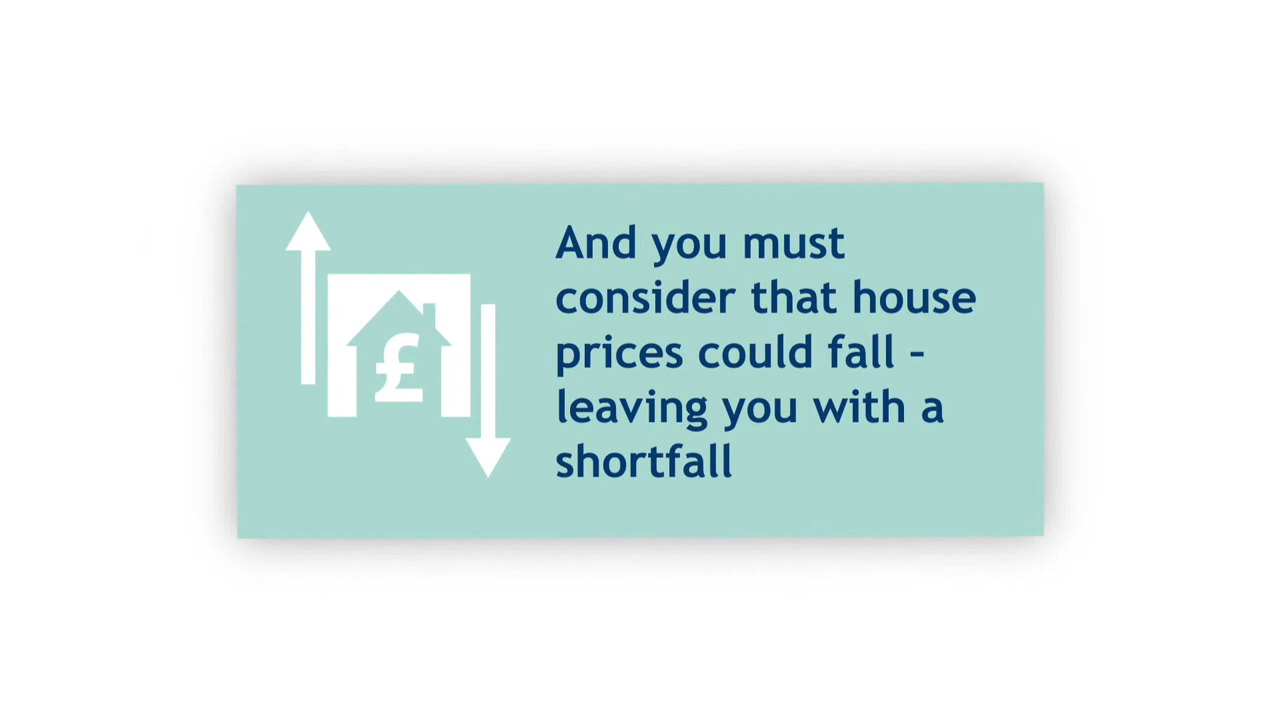 £
And you must
consider that house
prices could fall –
leaving you with a
shortfall